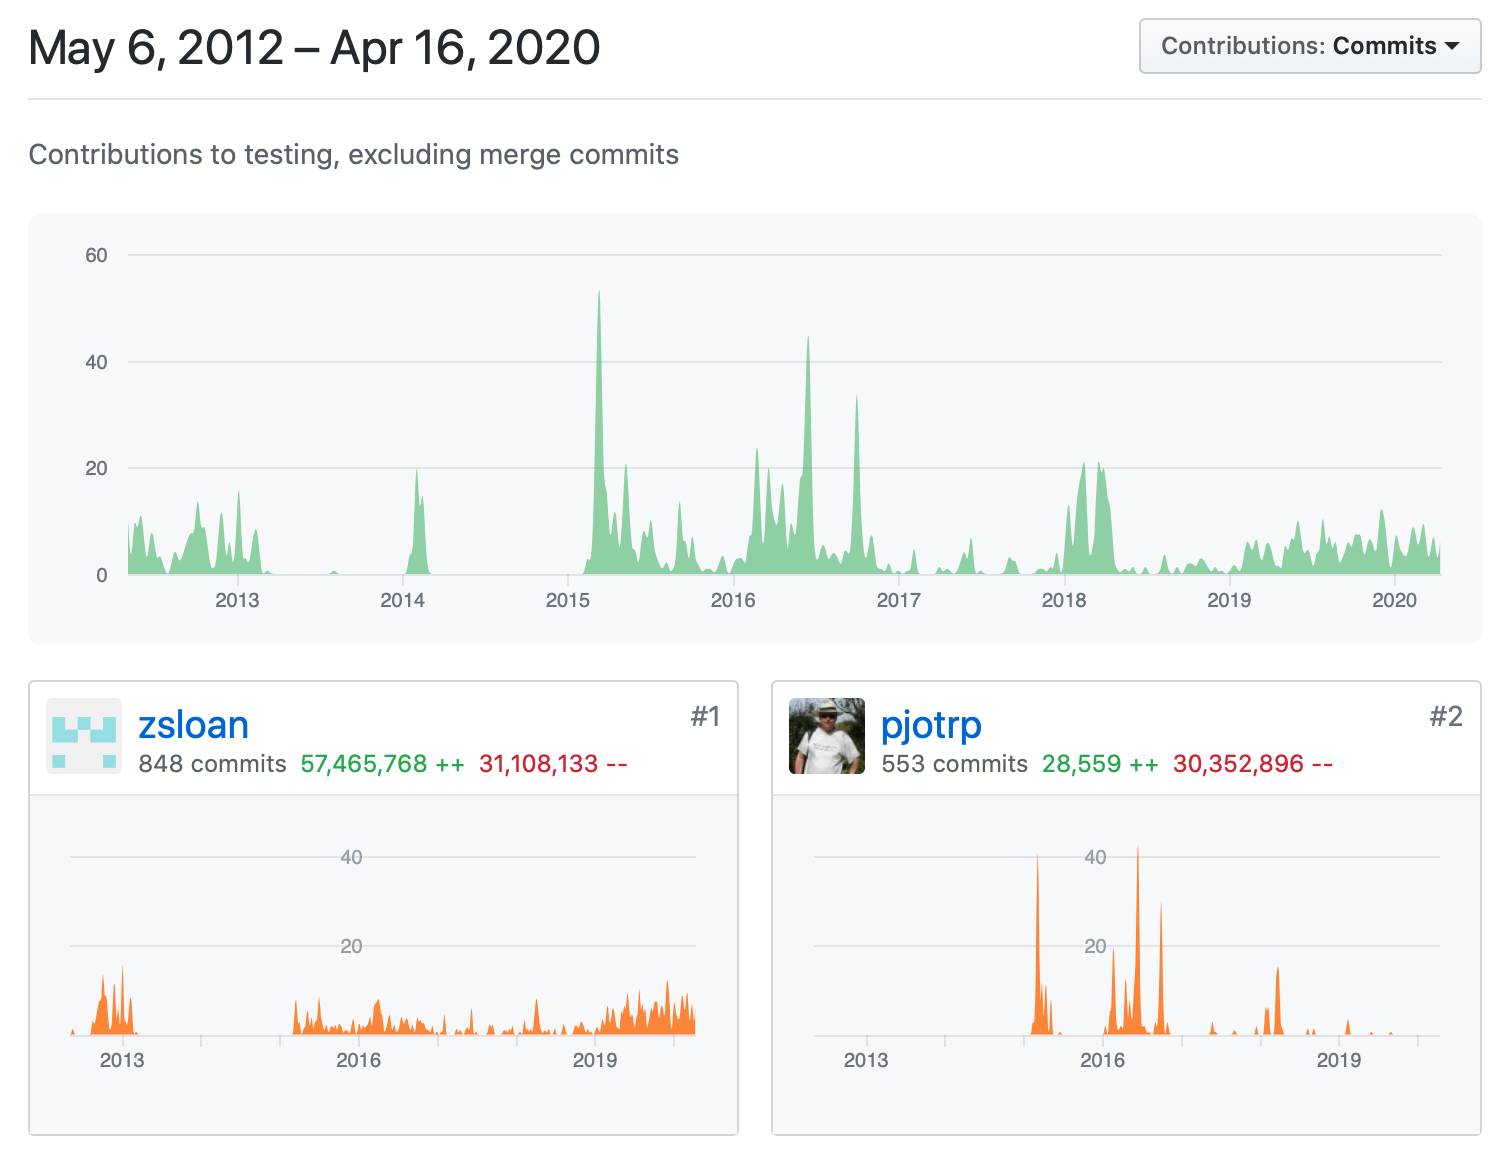 May 6, 2012 – Apr 16, 2020
Contributions: Commits
Contributions to testing, excluding merge commits
60
40
20
0
2013 2014 2015 2016 2017 2018 2019 2020
zsloan
#1
848 commits 57,465,768 ++ 31,108,133 --
40
20
2013 2016 2019
pjotrp
#2
553 commits 28,559 ++ 30,352,896 --
40
20
2013 2016 2019